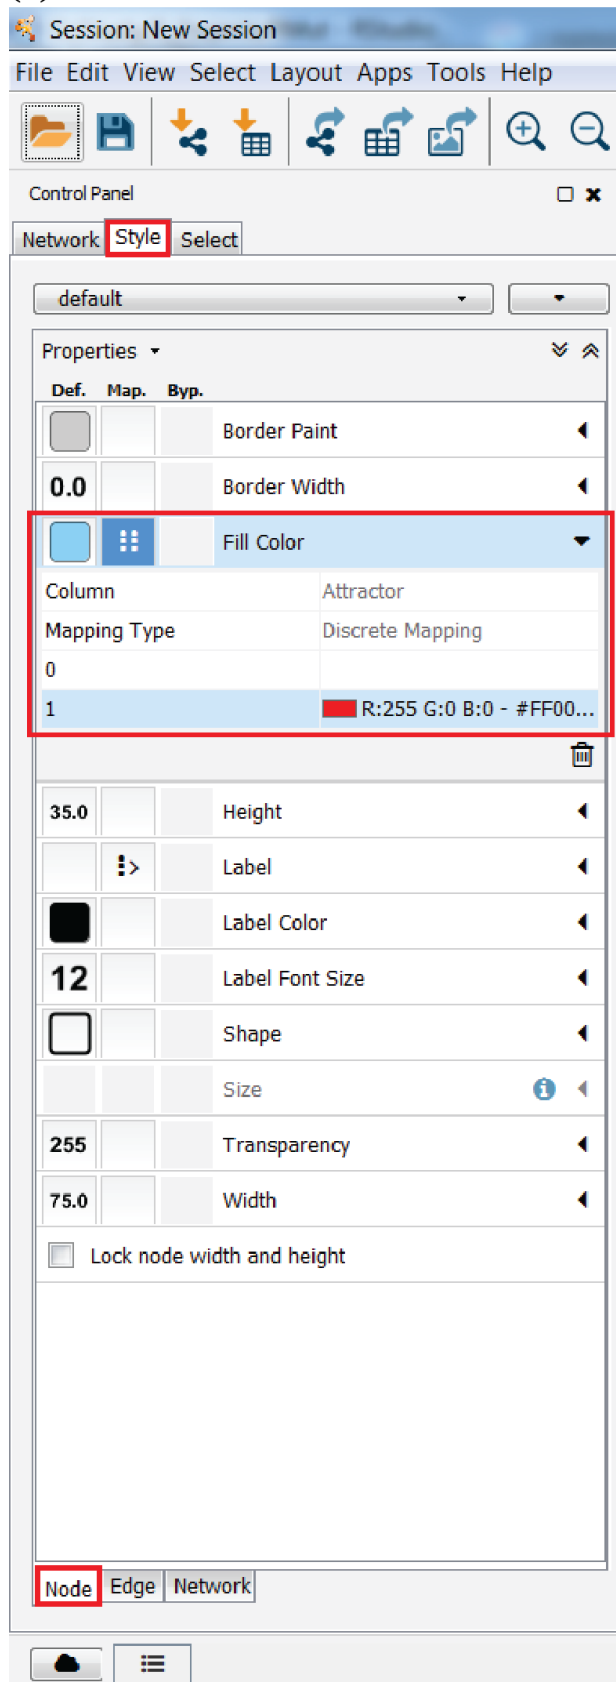 Session: New Session
File Edit View Select Layout Apps Tools Help
Control Panel
Network Style Select
default
Properties
Def. Map. Byp.
Border Paint
0.0 Border Width
Fill Color
Column Attractor
Mapping Type Discrete Mapping
0
1 R:255 G:0 B:0 - #FF00...
35.0 Height
Label
Label Color
12 Label Font Size
Shape
Size
255 Transparency
75.0 Width
Lock node width and height
Node Edge Network